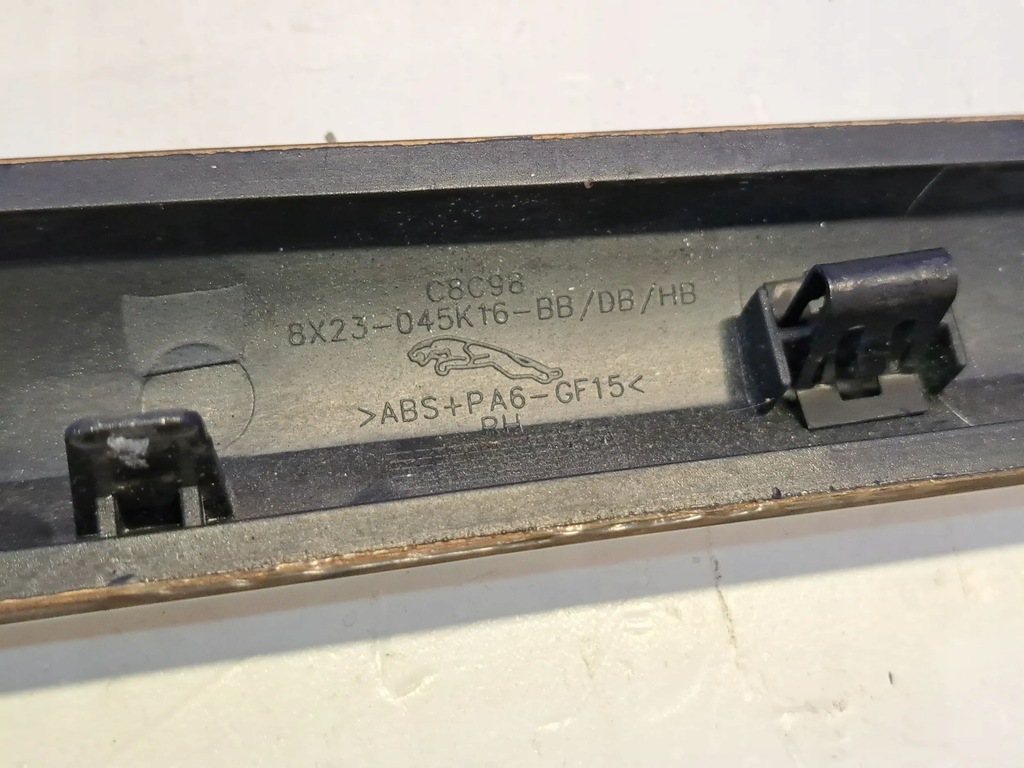 C8C98
8X23-045K16-BB/DB/HB
>ABS+PA6-GF15<
RH